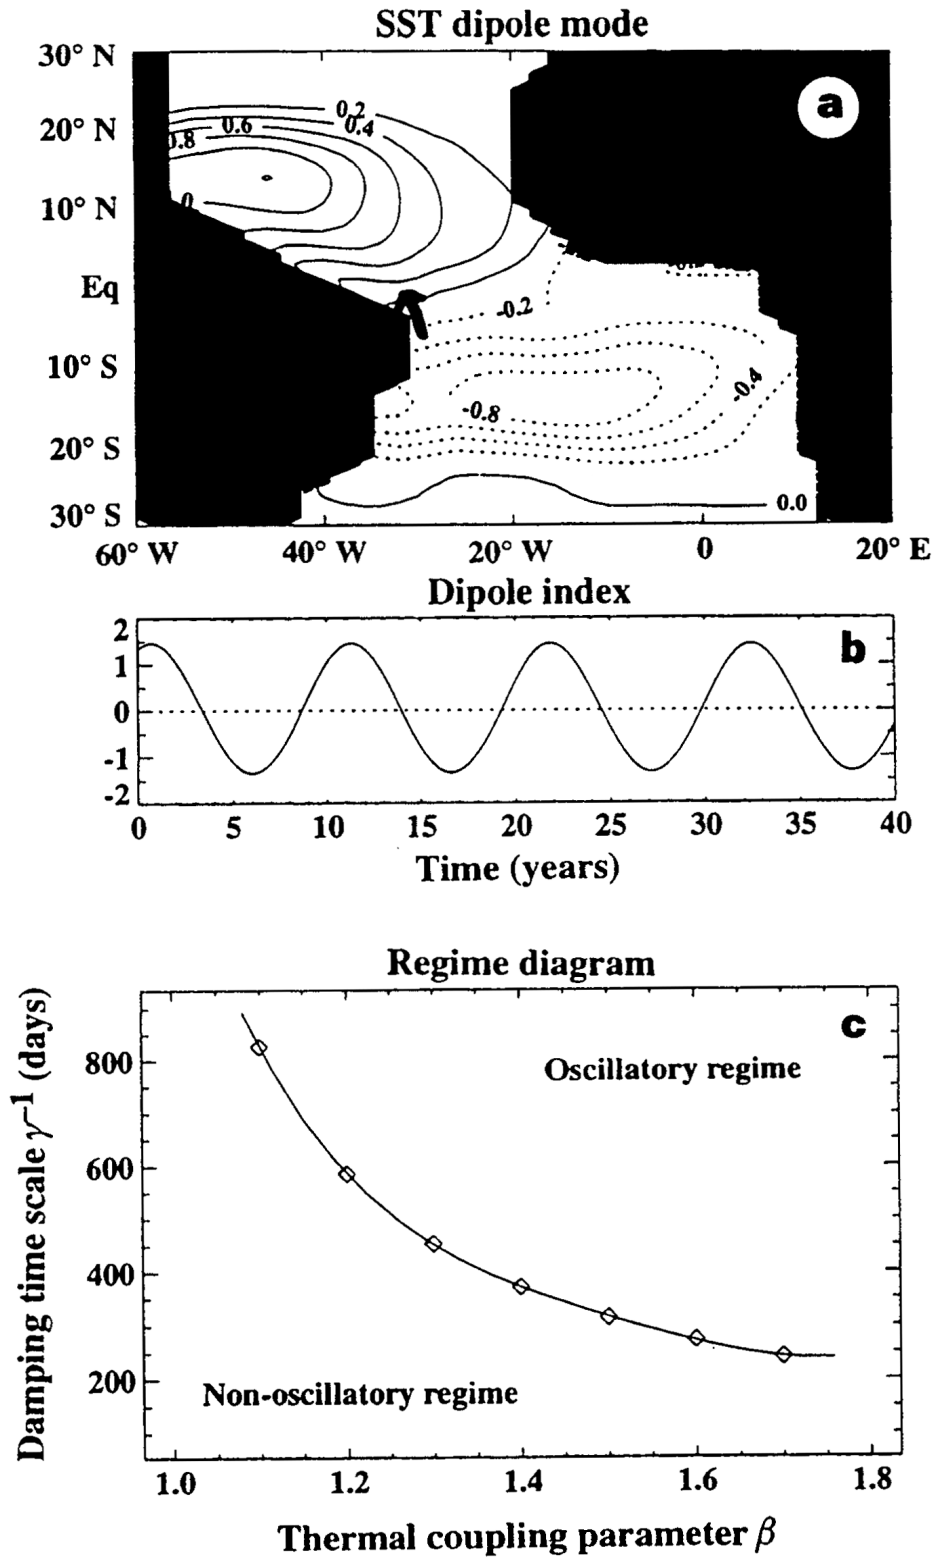 SST dipole mode
30° N
20° N
10° N
Eq
10° S
20° S
30° S
a
0.2
0.4
0.6
0.8
0
-0.2
-0.4
-0.8
0.0
60° W 40° W 20° W 0 20° E
Dipole index
b
2
1
0
-1
-2
0 5 10 15 20 25 30 35 40
Time (years)
Regime diagram
c
Damping time scale γ⁻¹ (days)
800
600
400
200
Oscillatory regime
Non-oscillatory regime
1.0 1.2 1.4 1.6 1.8
Thermal coupling parameter β